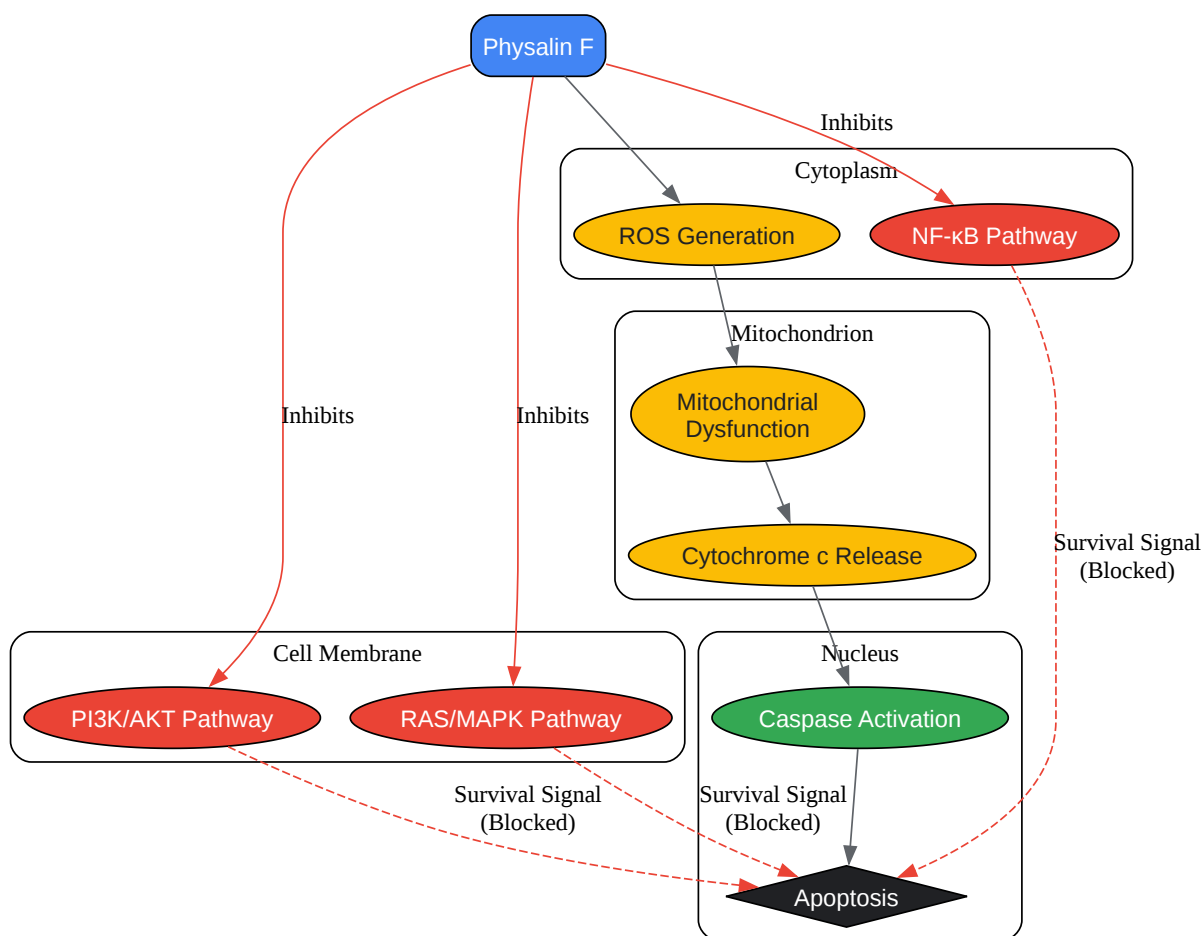 Physalin F
Inhibits
Cytoplasm
ROS Generation
NF-κB Pathway
Mitochondrion
Mitochondrial
Dysfunction
Inhibits
Inhibits
Cytochrome c Release
Survival Signal
(Blocked)
Cell Membrane
Nucleus
PI3K/AKT Pathway
RAS/MAPK Pathway
Caspase Activation
Survival Signal
(Blocked)
Survival Signal
(Blocked)
Apoptosis